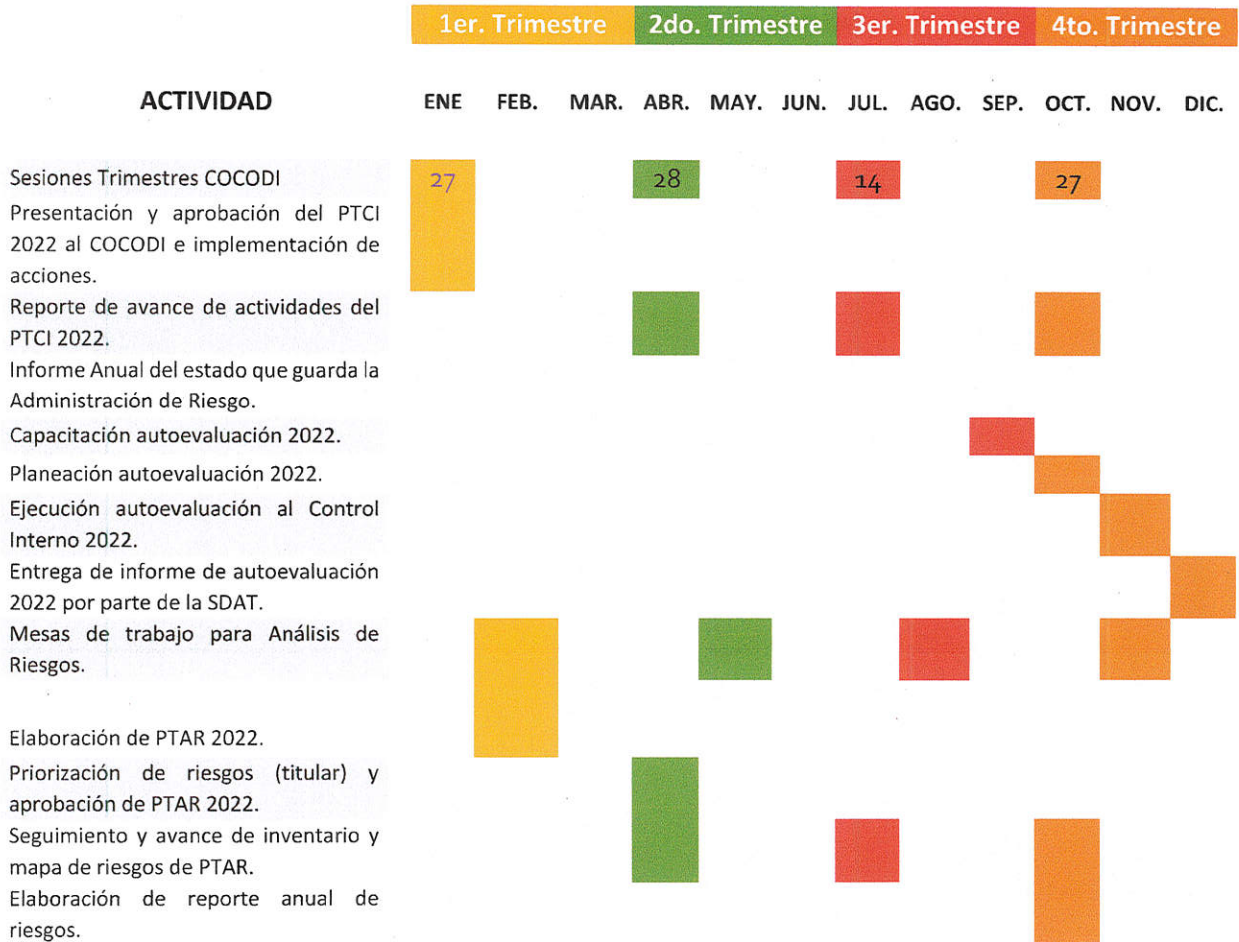 1er. Trimestre 2do. Trimestre 3er. Trimestre 4to. Trimestre
ACTIVIDAD ENE FEB. MAR. ABR. MAY. JUN. JUL. AGO. SEP. OCT. NOV. DIC.
Sesiones Trimestres COCODI 27 28 14 27
Presentación y aprobación del PTCI
2022 al COCODI e implementación de
acciones.
Reporte de avance de actividades del
PTCI 2022.
Informe Anual del estado que guarda la
Administración de Riesgo.
Capacitación autoevaluación 2022.
Planeación autoevaluación 2022.
Ejecución autoevaluación al Control
Interno 2022.
Entrega de informe de autoevaluación
2022 por parte de la SDAT.
Mesas de trabajo para Análisis de
Riesgos.
Elaboración de PTAR 2022.
Priorización de riesgos (titular) y
aprobación de PTAR 2022.
Seguimiento y avance de inventario y
mapa de riesgos de PTAR.
Elaboración de reporte anual de
riesgos.